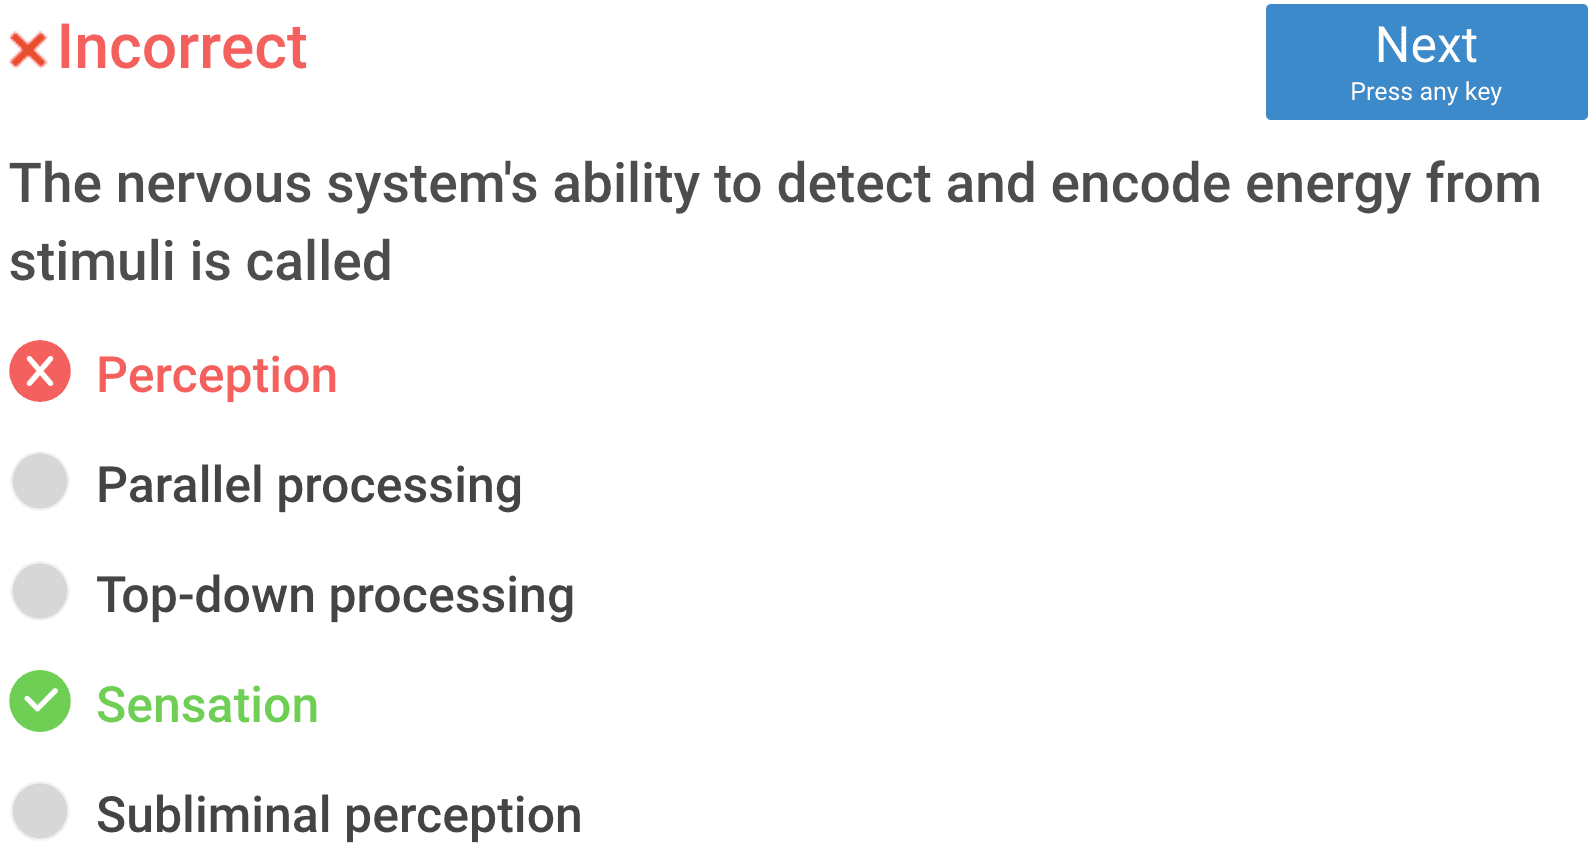 Incorrect
Next
Press any key
The nervous system's ability to detect and encode energy from
stimuli is called
Perception
Parallel processing
Top-down processing
Sensation
Subliminal perception